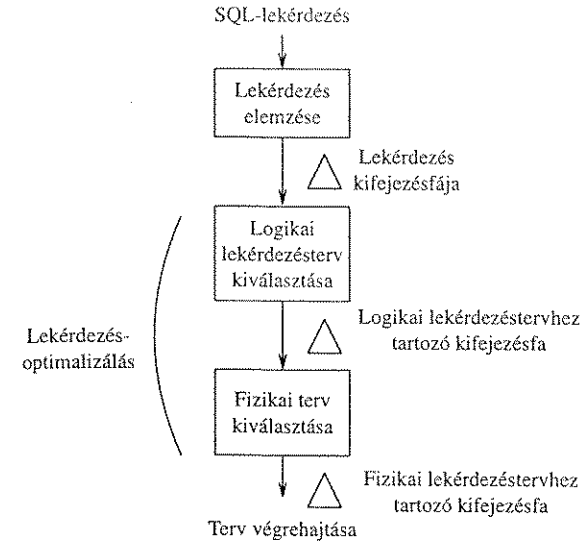 SQL-lekérdezés
Lekérdezés
elemzése
Lekérdezés
kifejezésfája
Logikai
lekérdezésterv
kiválasztása
Lekérdezés-
optimalizálás
Logikai lekérdezéstervhez
tartozó kifejezésfa
Fizikai terv
kiválasztása
Fizikai lekérdezéstervhez
tartozó kifejezésfa
Terv végrehajtása